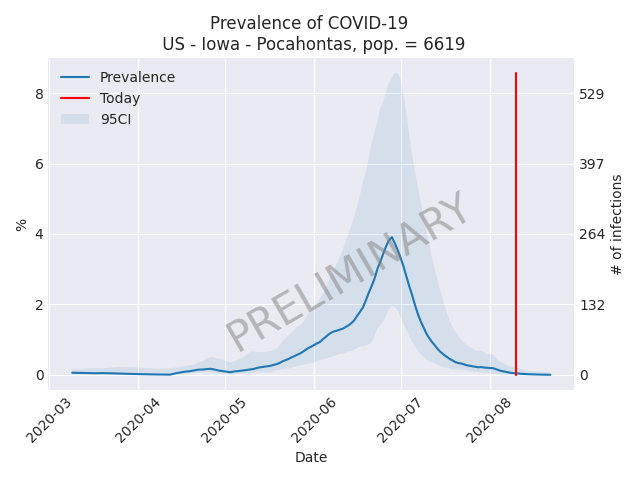 Prevalence of COVID-19
US - Iowa - Pocahontas, pop. = 6619
Prevalence
Today
95CI
8
6
4
2
0
%
529
397
264
132
0
# of infections
PRELIMINARY
2020-03
2020-04
2020-05
2020-06
2020-07
2020-08
Date